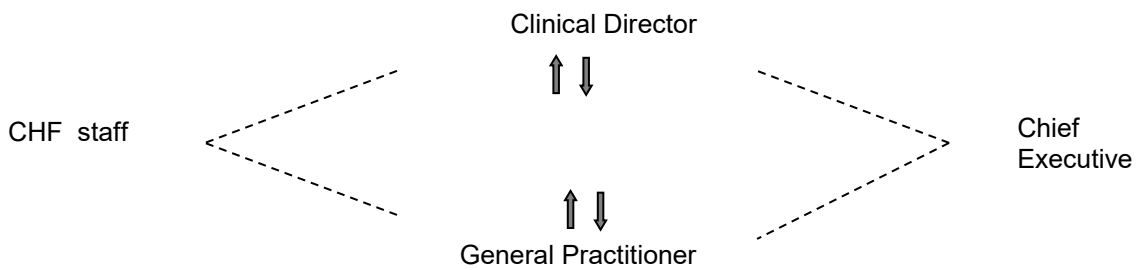 Clinical Director
CHF staff
Chief
Executive
General Practitioner